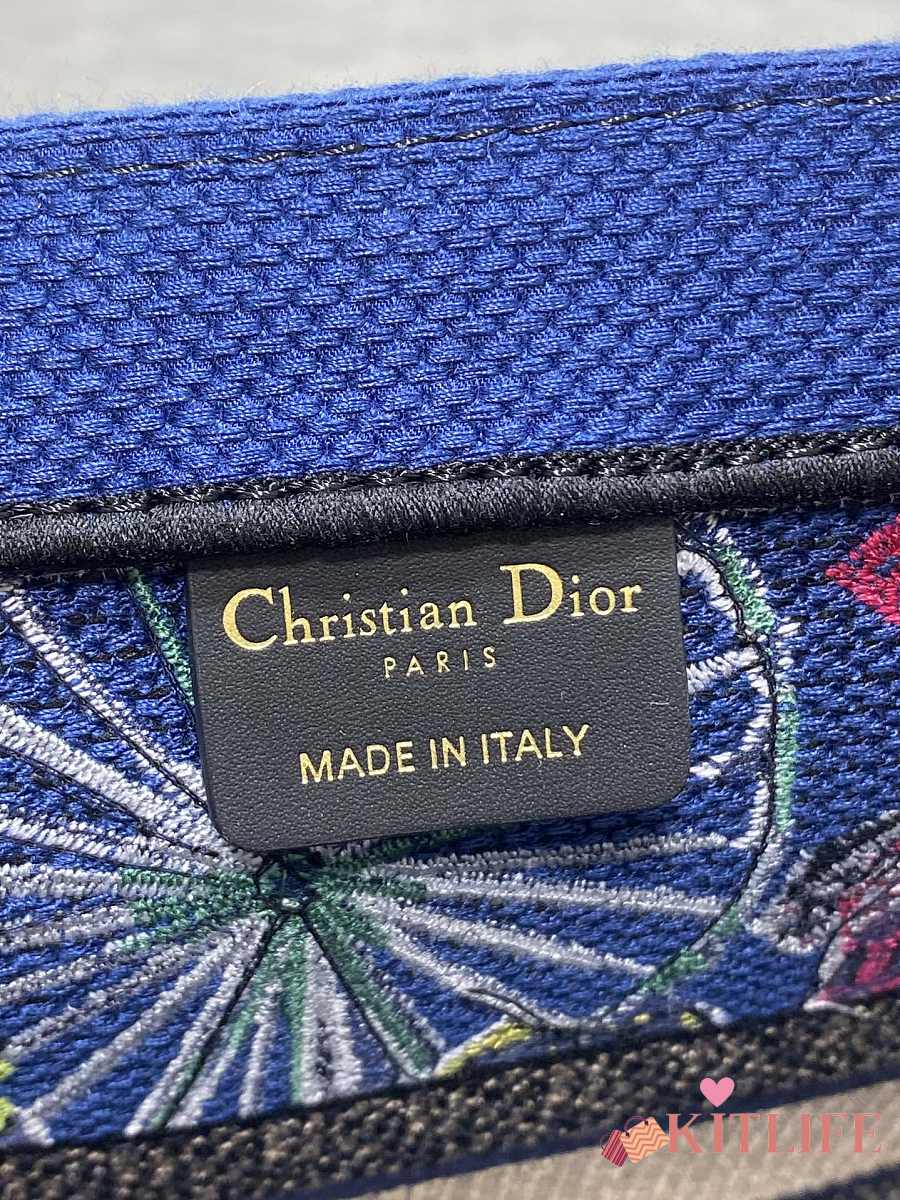 Christian Dior
PARIS
MADE IN ITALY
KITLIFE